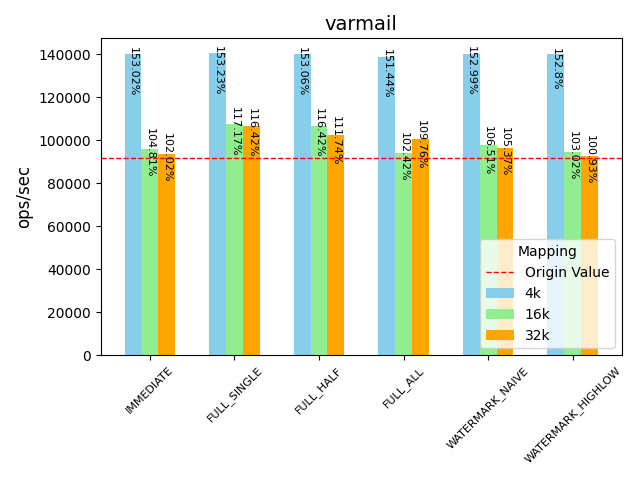 varmail
140000
120000
100000
80000
60000
40000
20000
0
ops/sec
153.02%
104.81%
102.02%
153.23%
117.17%
116.42%
153.06%
116.42%
111.74%
151.44%
102.42%
109.76%
152.99%
106.51%
105.37%
152.8%
103.02%
100.93%
Mapping
Origin Value
4k
16k
32k
IMMEDIATE
FULL_SINGLE
FULL_HALF
FULL_ALL
WATERMARK_NAIVE
WATERMARK_HIGHLOW